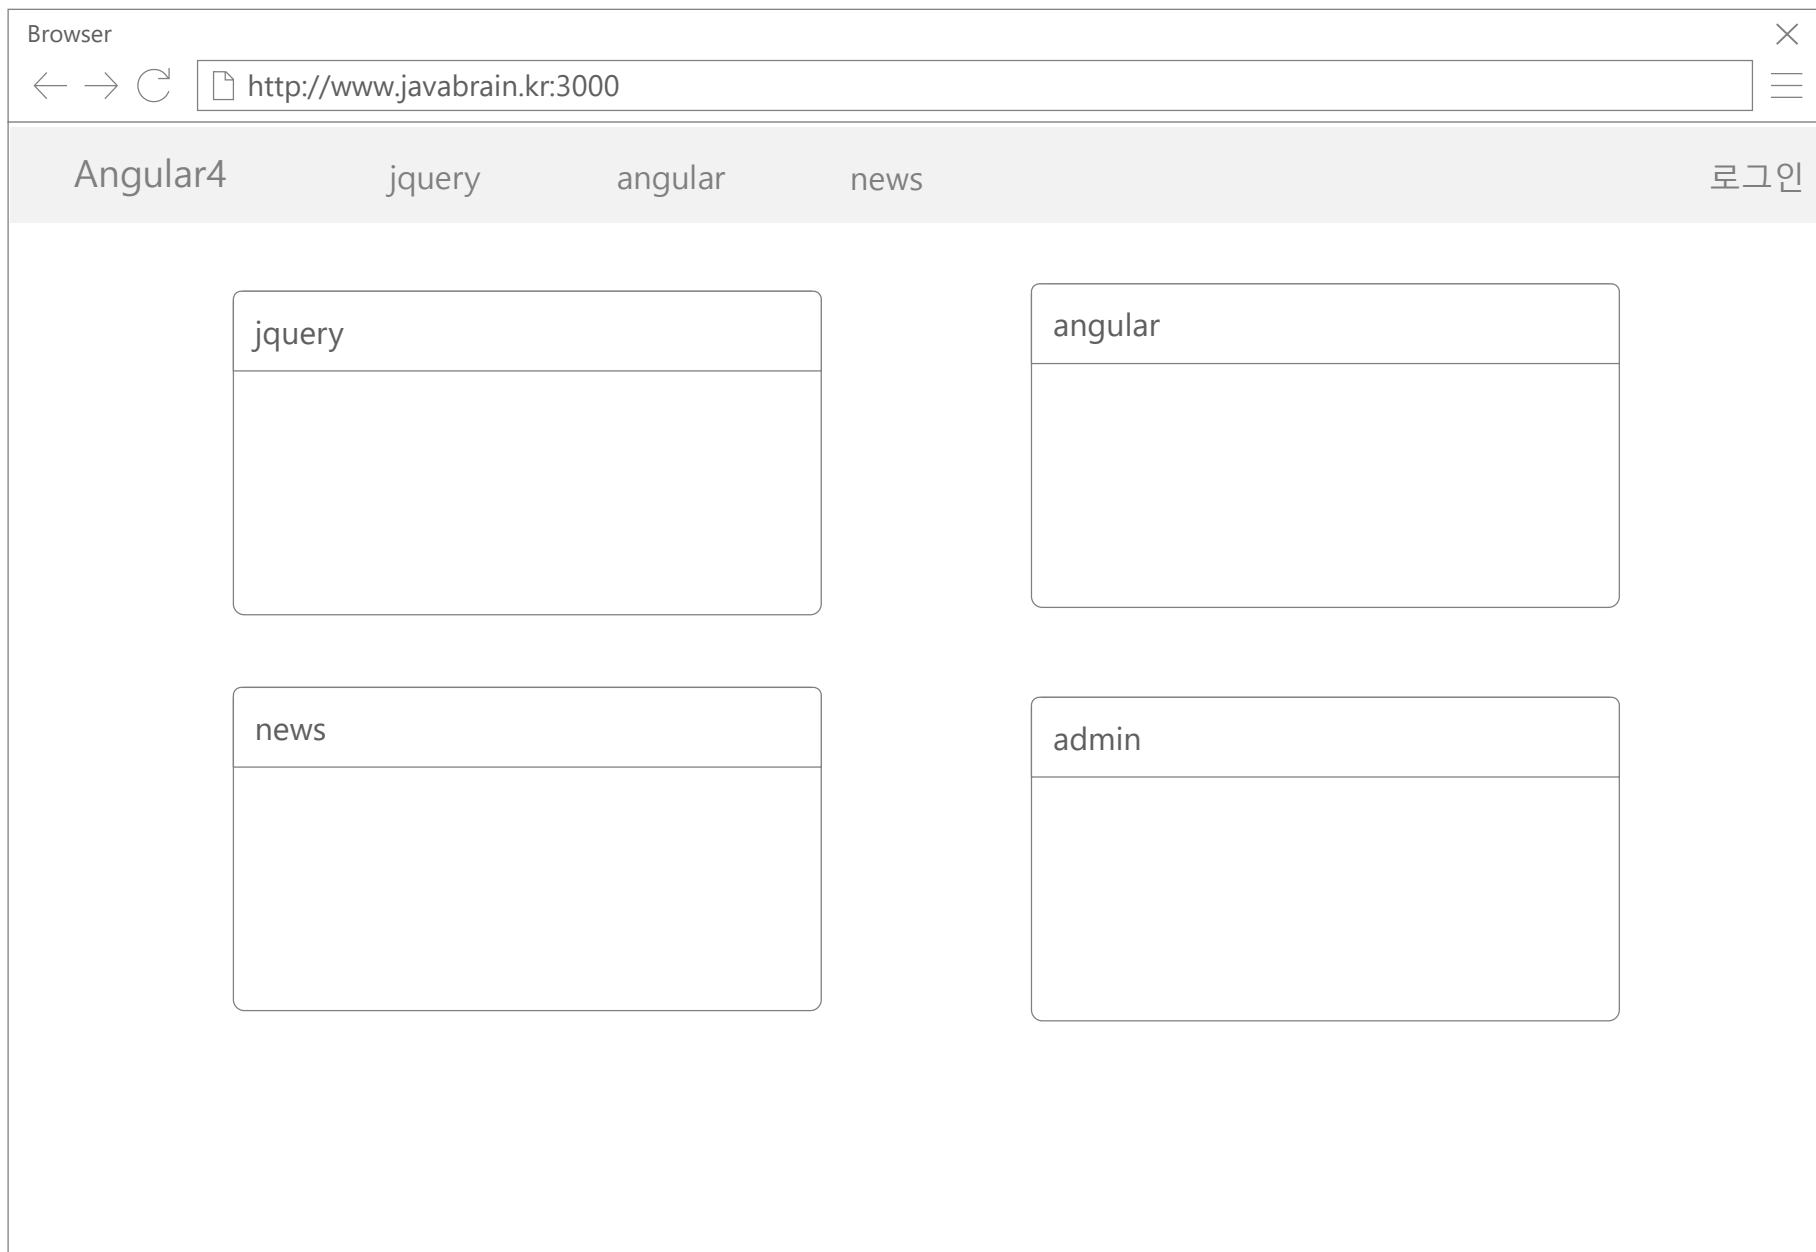 Browser
http://www.javabrain.kr:3000
Angular4 jquery angular news 로그인
jquery
angular
news
admin